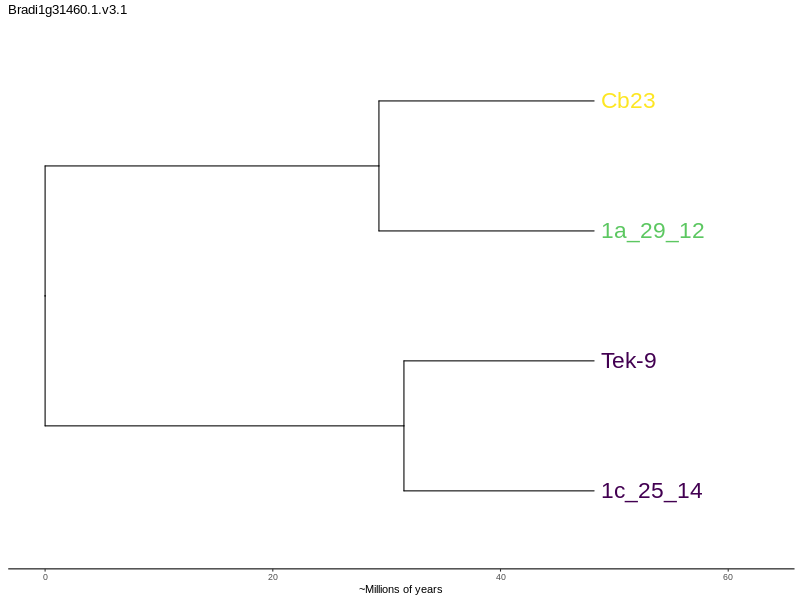 Bradi1g31460.1.v3.1
Cb23
1a_29_12
Tek-9
1c_25_14
0 20 40 60
~Millions of years